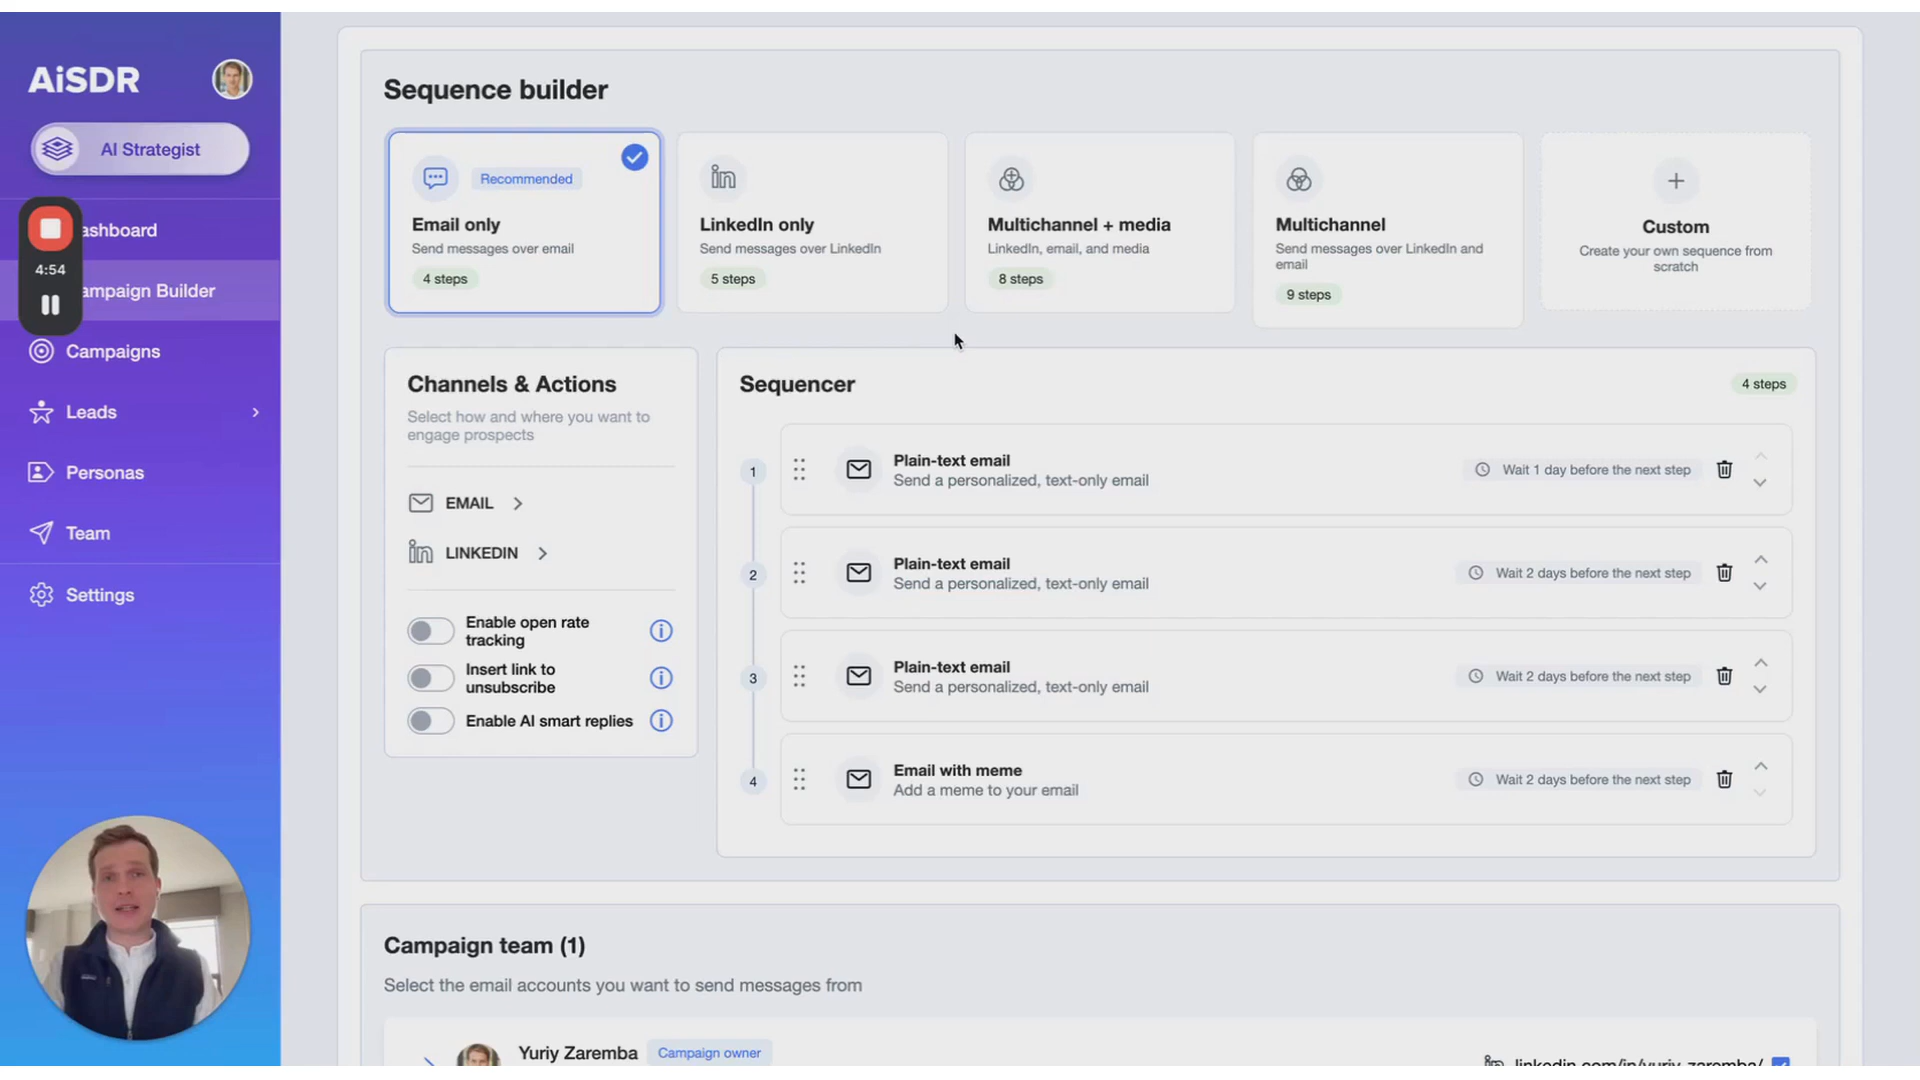 AiSDR
AI Strategist
ashboard
4:54
ampaign Builder
Campaigns
Leads
Personas
Team
Settings
Sequence builder
Recommended
Email only
Send messages over email
4 steps
LinkedIn only
Send messages over LinkedIn
5 steps
Multichannel + media
LinkedIn, email, and media
8 steps
Multichannel
Send messages over LinkedIn and
email
9 steps
Custom
Create your own sequence from
scratch
Channels & Actions
Select how and where you want to
engage prospects
EMAIL
LINKEDIN
Enable open rate
tracking
Insert link to
unsubscribe
Enable AI smart replies
Sequencer
4 steps
1
Plain-text email
Send a personalized, text-only email
Wait 1 day before the next step
2
Plain-text email
Send a personalized, text-only email
Wait 2 days before the next step
3
Plain-text email
Send a personalized, text-only email
Wait 2 days before the next step
4
Email with meme
Add a meme to your email
Wait 2 days before the next step
Campaign team (1)
Select the email accounts you want to send messages from
Yuriy Zaremba
Campaign owner
linkedin.com/in/yuriy-zaremba/